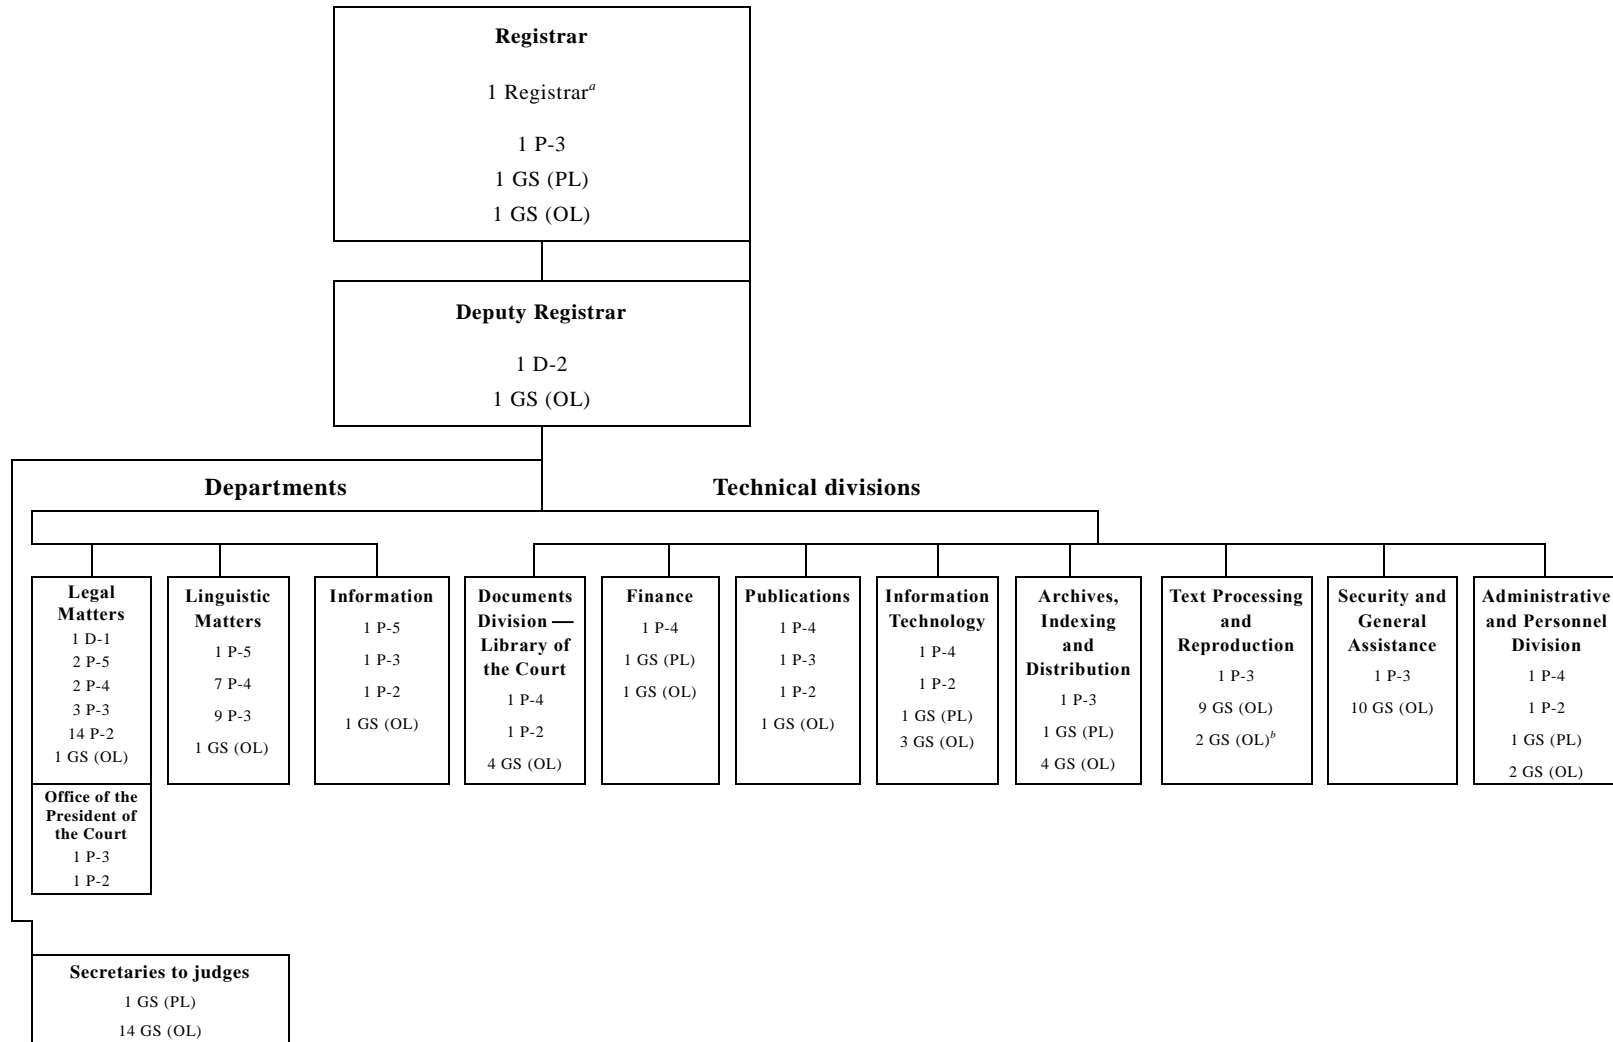 Registrar
1 Registrar^a
1 P-3
1 GS (PL)
1 GS (OL)
Deputy Registrar
1 D-2
1 GS (OL)
Departments
Technical divisions
Legal
Matters
1 D-1
2 P-5
2 P-4
3 P-3
14 P-2
1 GS (OL)
Office of the
President of
the Court
1 P-3
1 P-2
Linguistic
Matters
1 P-5
7 P-4
9 P-3
1 GS (OL)
Information
1 P-5
1 P-3
1 P-2
1 GS (OL)
Documents
Division —
Library of
the Court
1 P-4
1 P-2
4 GS (OL)
Finance
1 P-4
1 GS (PL)
1 GS (OL)
Publications
1 P-4
1 P-3
1 P-2
1 GS (OL)
Information
Technology
1 P-4
1 P-2
1 GS (PL)
3 GS (OL)
Archives,
Indexing
and
Distribution
1 P-3
1 GS (PL)
4 GS (OL)
Text Processing
and
Reproduction
1 P-3
9 GS (OL)
2 GS (OL)^b
Security and
General
Assistance
1 P-3
10 GS (OL)
Administrative
and Personnel
Division
1 P-4
1 P-2
1 GS (PL)
2 GS (OL)
Secretaries to judges
1 GS (PL)
14 GS (OL)